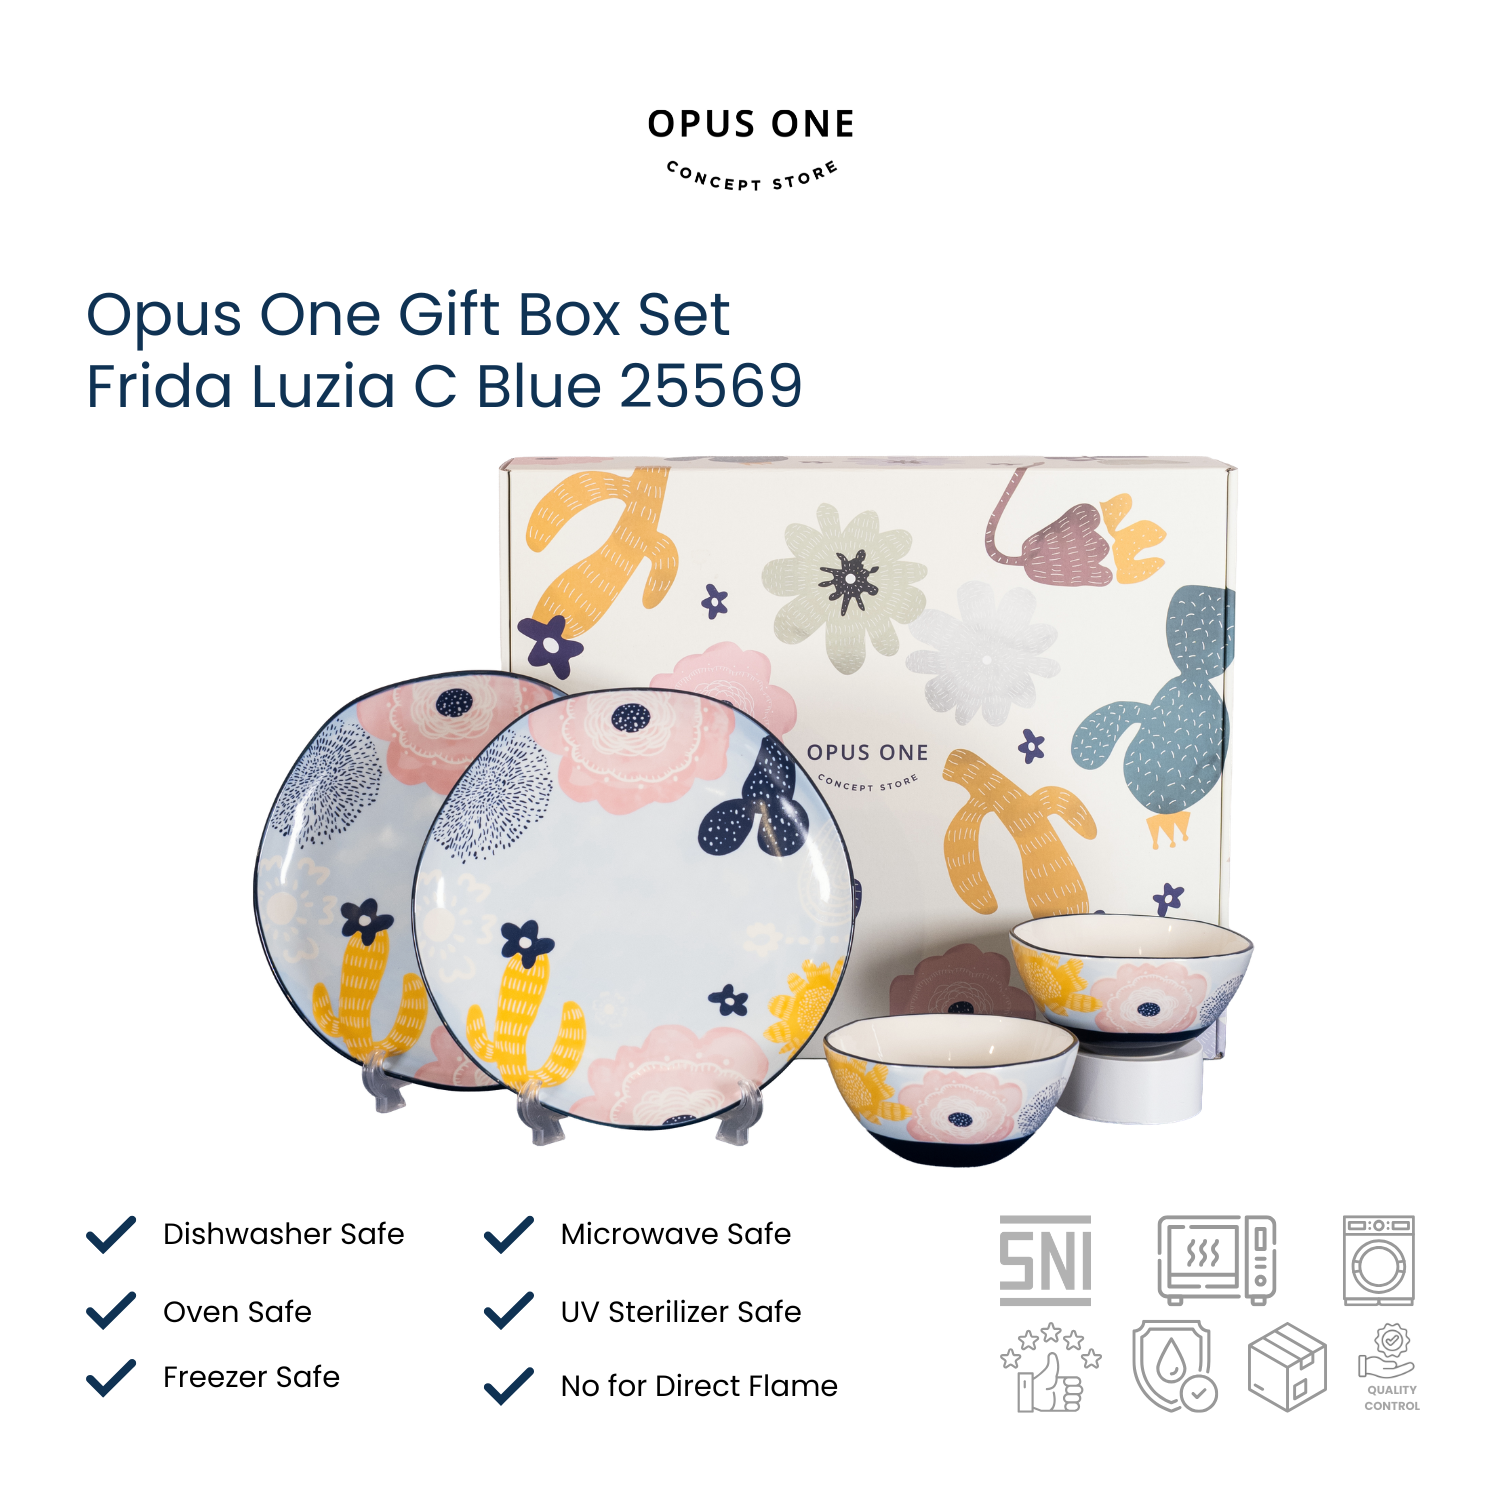 OPUS ONE
CONCEPT STORE
Opus One Gift Box Set
Frida Luzia C Blue 25569
OPUS ONE
CONCEPT STORE
Dishwasher Safe
Microwave Safe
Oven Safe
UV Sterilizer Safe
Freezer Safe
No for Direct Flame
SNI
QUALITY
CONTROL